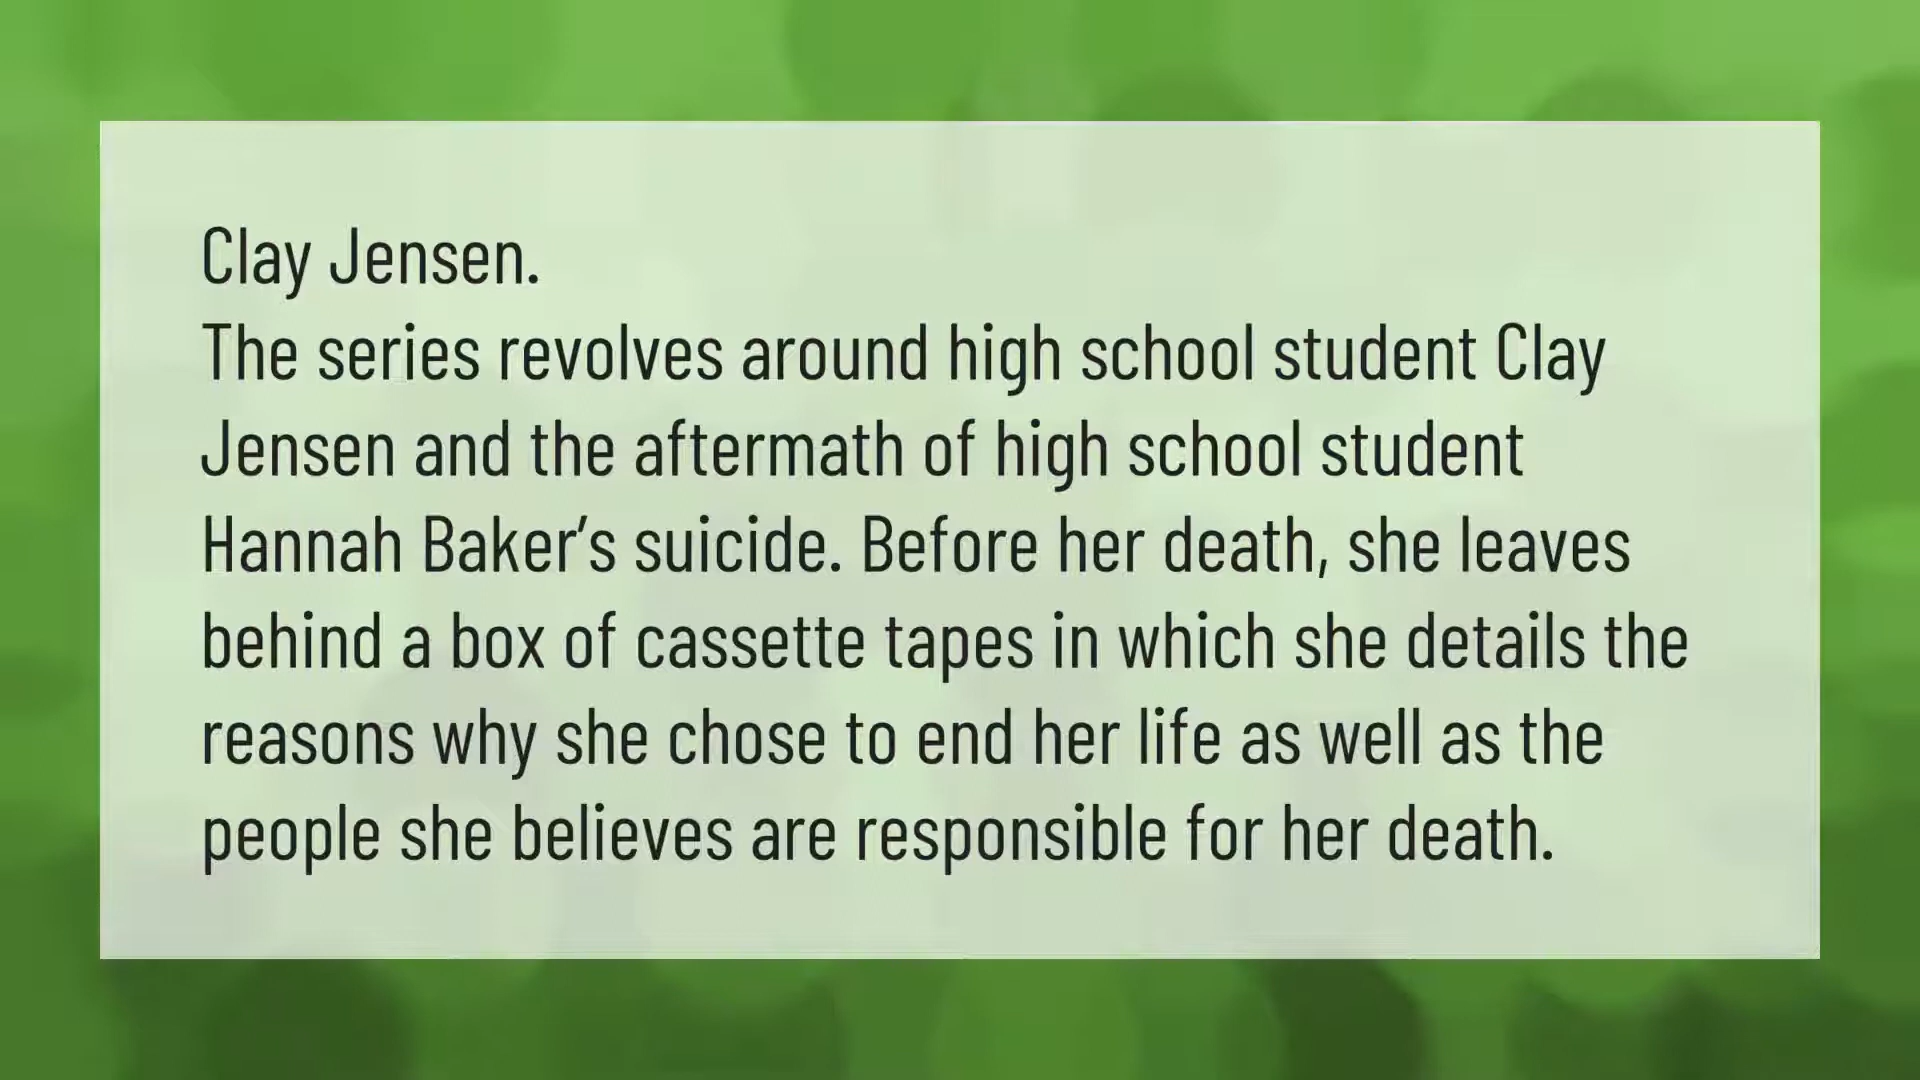 Clay Jensen.
The series revolves around high school student Clay
Jensen and the aftermath of high school student
Hannah Baker’s suicide. Before her death, she leaves
behind a box of cassette tapes in which she details the
reasons why she chose to end her life as well as the
people she believes are responsible for her death.